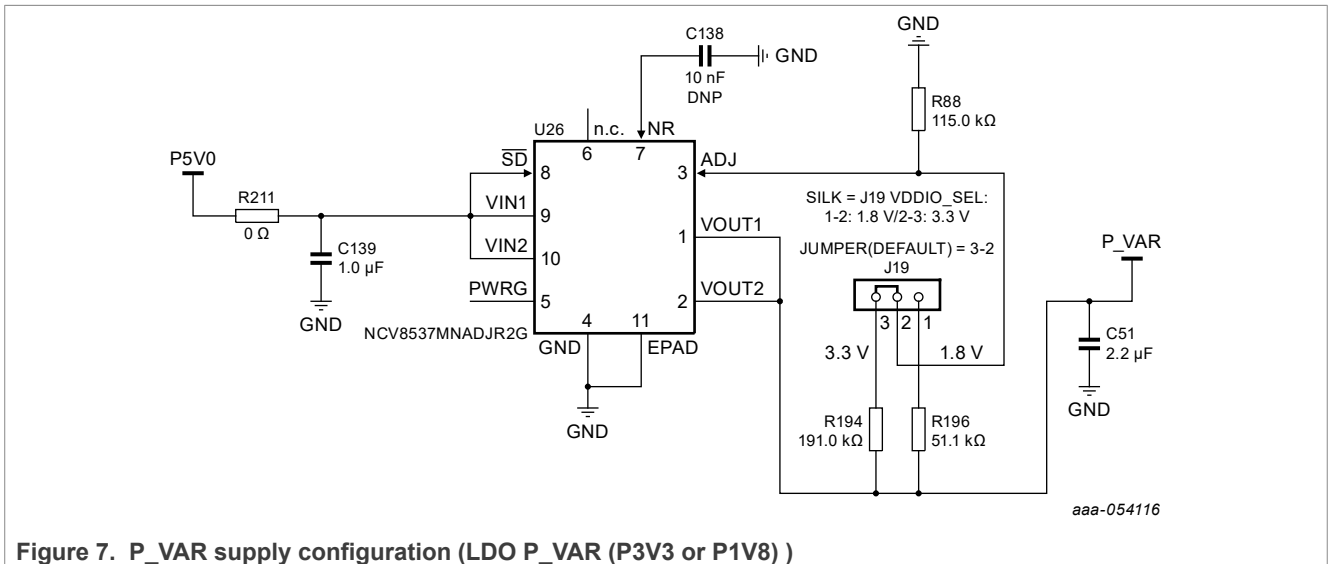 GND
C138
GND
10 nF
DNP
R88
115.0 kΩ
U26
n.c.
NR
6
7
P5V0
SD
8
3
ADJ
R211
0 Ω
SILK = J19 VDDIO_SEL:
1-2: 1.8 V/2-3: 3.3 V
VIN1
9
C139
1.0 µF
1
VOUT1
JUMPER(DEFAULT) = 3-2
P_VAR
VIN2
10
J19
PWRG
5
2
VOUT2
GND
4
11
3 2 1
NCV8537MNADJR2G
GND
EPAD
3.3 V
1.8 V
C51
2.2 µF
GND
GND
R194
191.0 kΩ
R196
51.1 kΩ
aaa-054116
Figure 7. P_VAR supply configuration (LDO P_VAR (P3V3 or P1V8) )